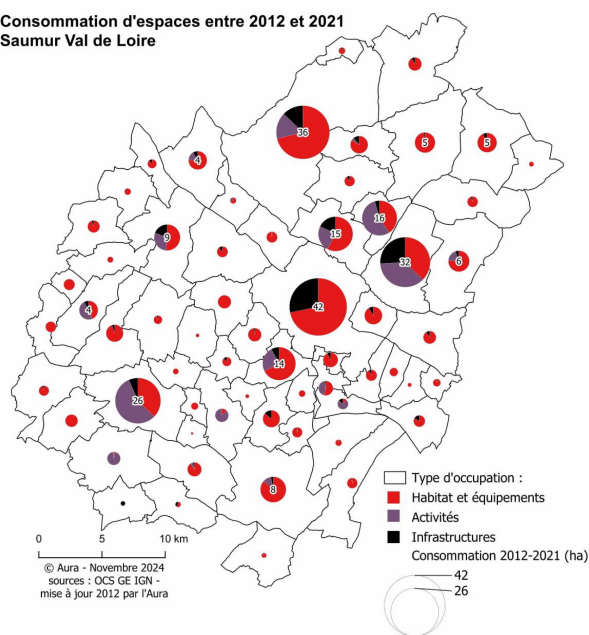 Consommation d'espaces entre 2012 et 2021
Saumur Val de Loire
36
4
5
5
16
9
15
32
6
4
42
14
26
8
Type d'occupation :
Habitat et équipements
Activités
Infrastructures
Consommation 2012-2021 (ha)
42
26
0 5 10 km
© Aura - Novembre 2024
sources : OCS GE IGN -
mise à jour 2012 par l'Aura